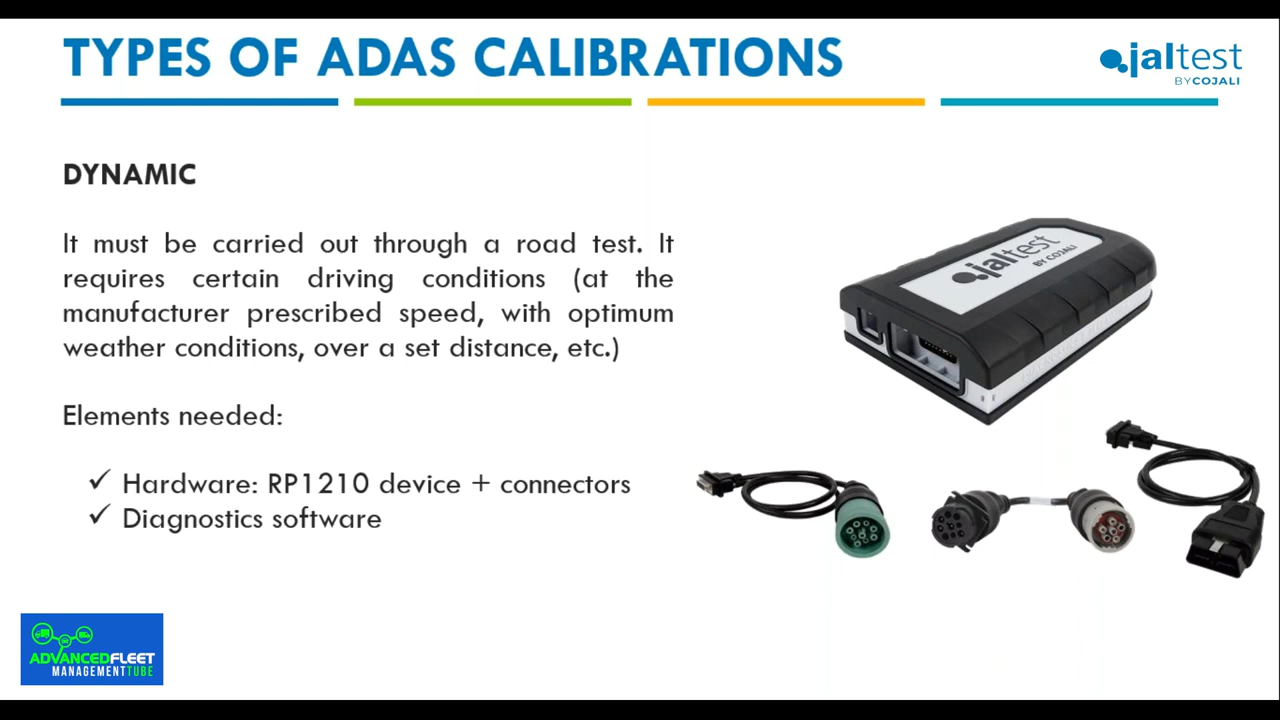 TYPES OF ADAS CALIBRATIONS
jaltest
BY COJALI
DYNAMIC
It must be carried out through a road test. It
requires certain driving conditions (at the
manufacturer prescribed speed, with optimum
weather conditions, over a set distance, etc.)
Elements needed:
✓ Hardware: RP1210 device + connectors
✓ Diagnostics software
jaltest
BY COJALI
ADVANCEDFLEET
MANAGEMENTTUBE